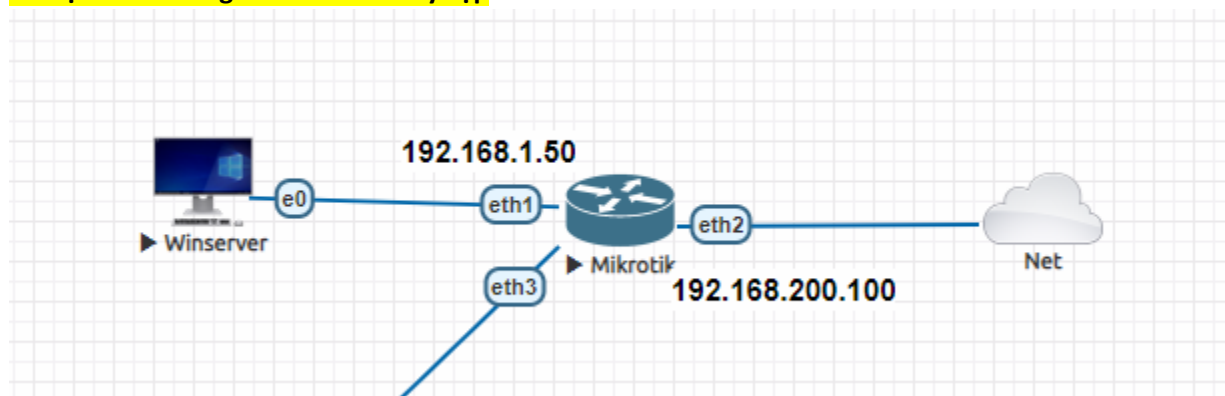 192.168.1.50
e0
eth1
eth2
Winserver
Mikrotik
Net
eth3
192.168.200.100